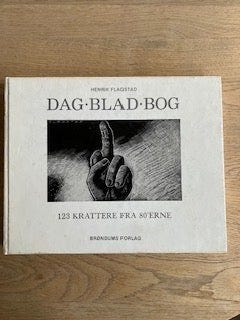 HENRIK FLAGSTAD
DAG·BLAD·BOG
123 KRATTERE FRA 80'ERNE
BRØNDUMS FORLAG